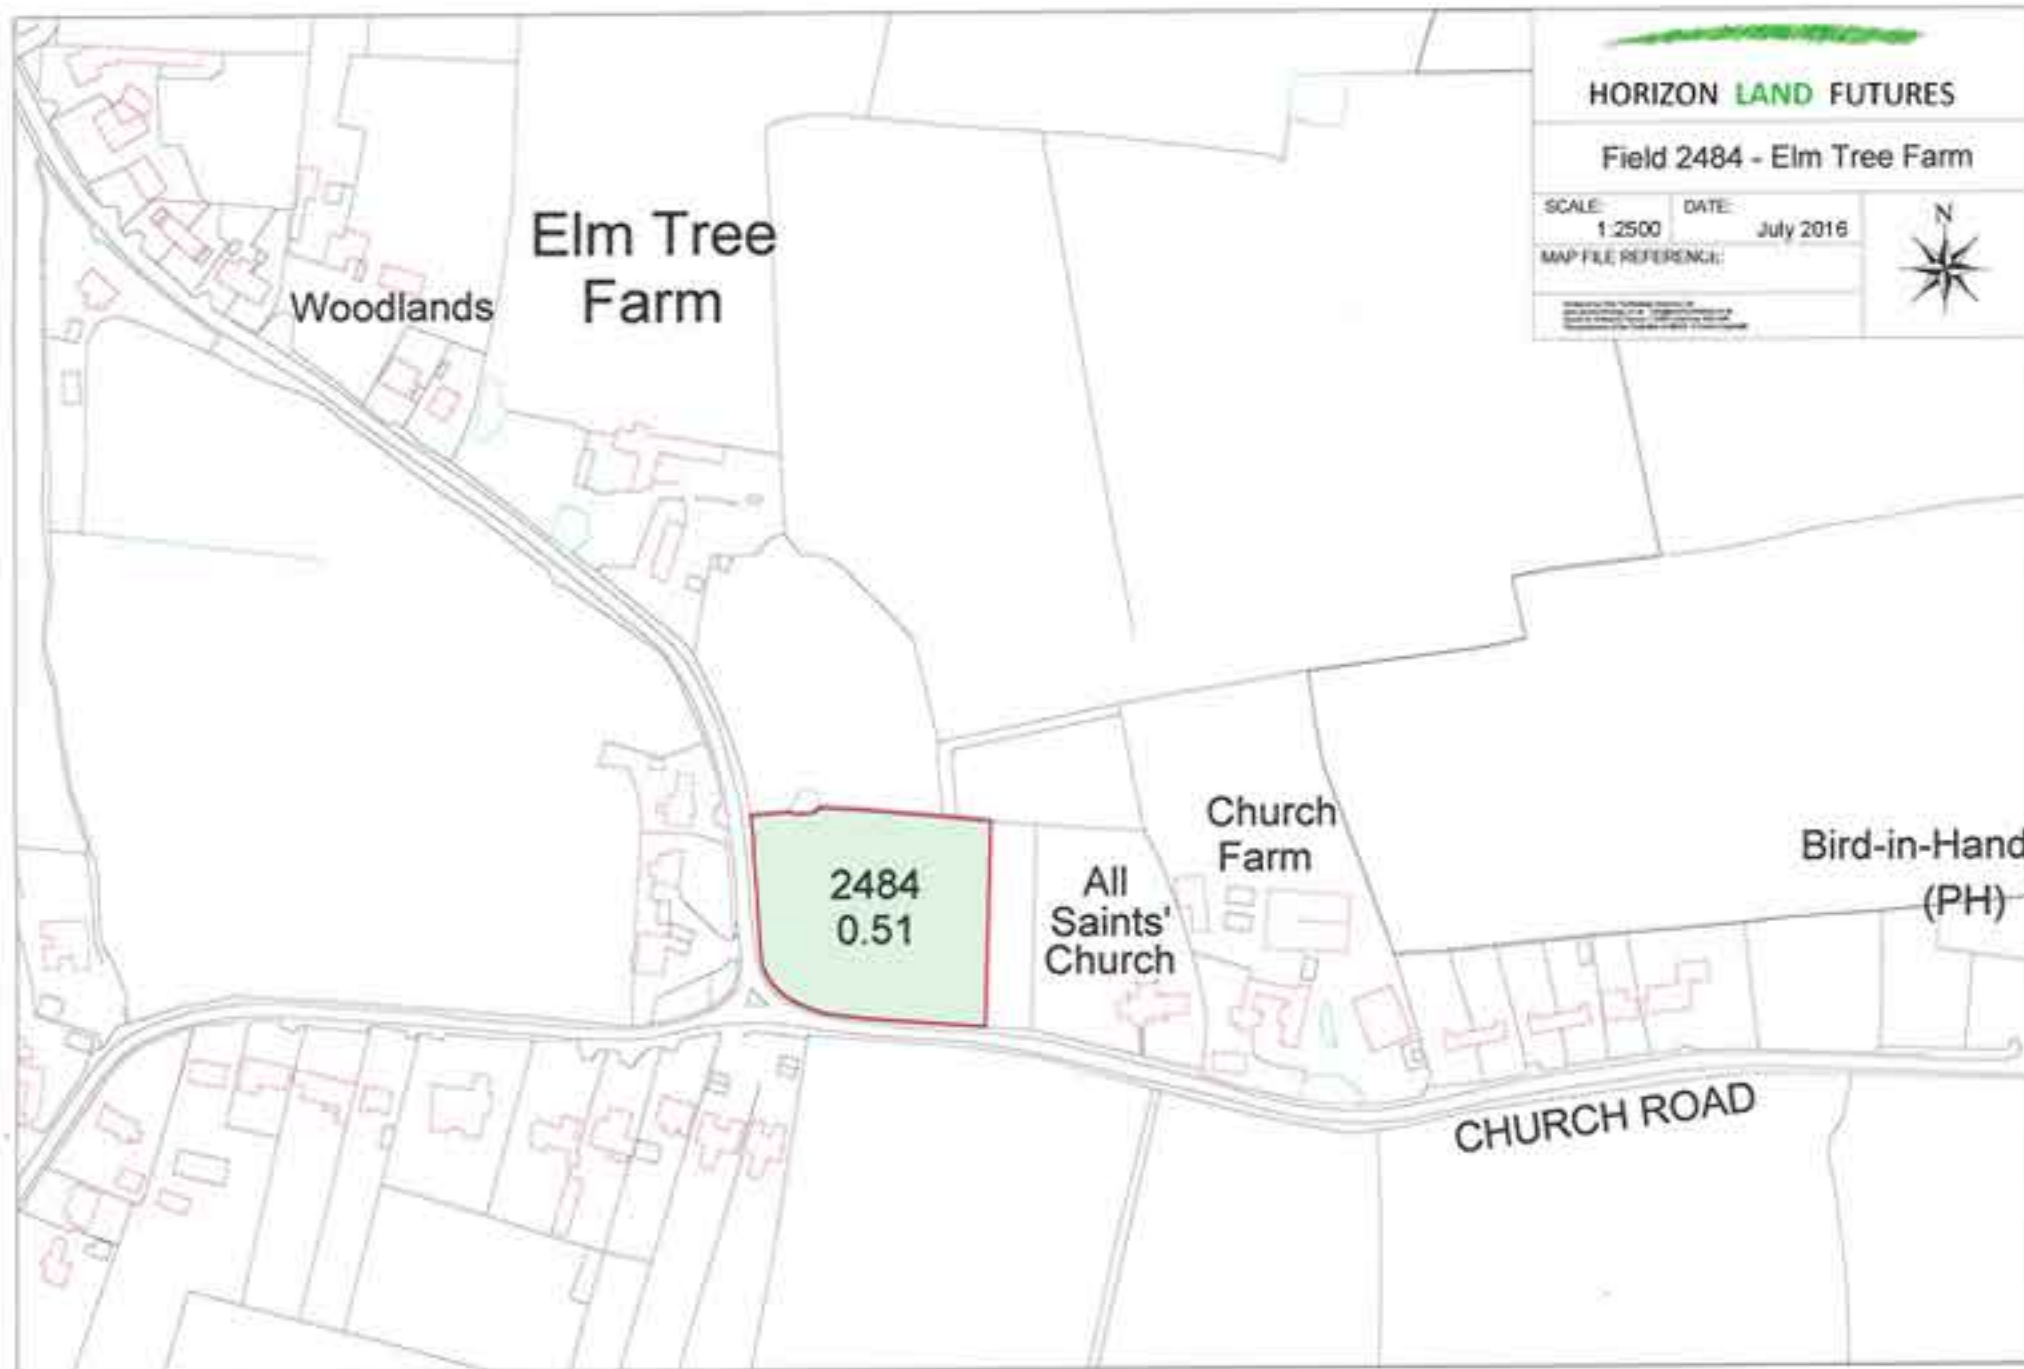 HORIZON LAND FUTURES
Field 2484 - Elm Tree Farm
SCALE:
1:2500
DATE:
July 2016
N
MAP FILE REFERENCE:
Elm Tree
Farm
Woodlands
Church
Farm
Bird-in-Hand
(PH)
2484
0.51
All
Saints'
Church
CHURCH ROAD